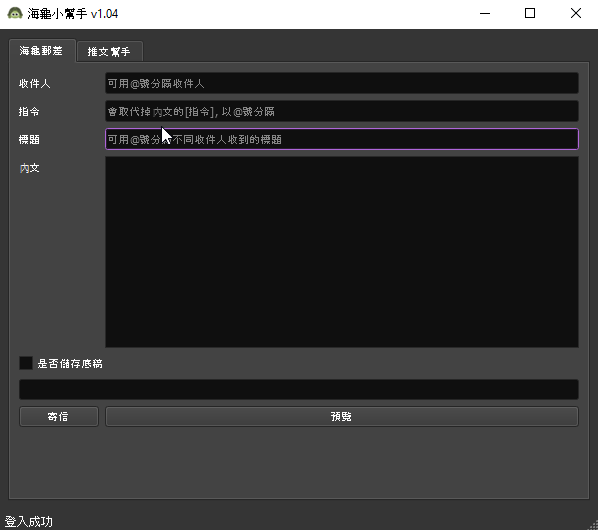 海龜小幫手 v1.04
海龜郵差 推文幫手
收件人 可用@號分隔收件人
指令 會取代掉內文的[指令], 以@號分隔
標題 可用@號分 不同收件人收到的標題
內文
是否儲存底稿
寄信 預覽
登入成功